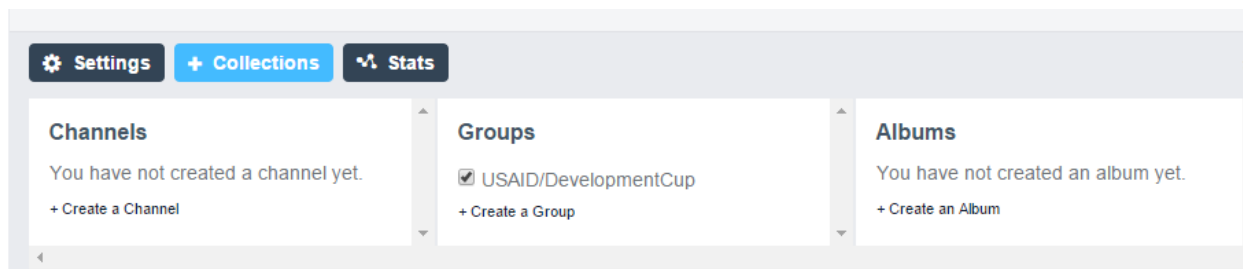 Settings
+ Collections
Stats
Channels
You have not created a channel yet.
+ Create a Channel
Groups
USAID/DevelopmentCup
+ Create a Group
Albums
You have not created an album yet.
+ Create an Album